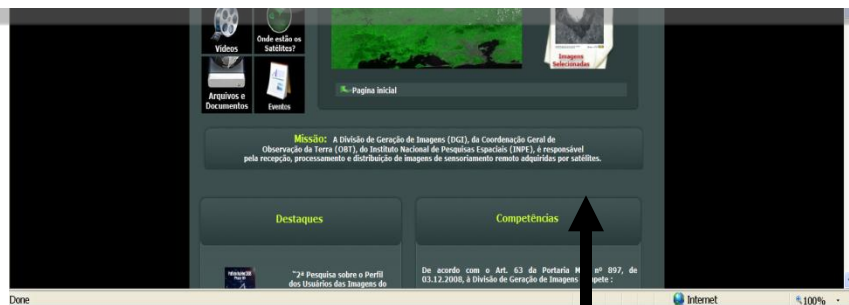 Vídeos
Onde estão os
Satélites?
Arquivos e
Documentos
Eventos
Imagens
Selecionadas
Pagina inicial
Missão: A Divisão de Geração de Imagens (DGI), da Coordenação Geral de
Observação da Terra (OBT), do Instituto Nacional de Pesquisas Espaciais (INPE), é responsável
pela recepção, processamento e distribuição de imagens de sensoriamento remoto adquiridas por satélites.
Destaques
Competências
"2ª Pesquisa sobre o Perfil
dos Usuários das Imagens do
De acordo com o Art. 63 da Portaria nº 897, de
03.12.2008, à Divisão de Geração de Imagens :
Done
Internet
100%